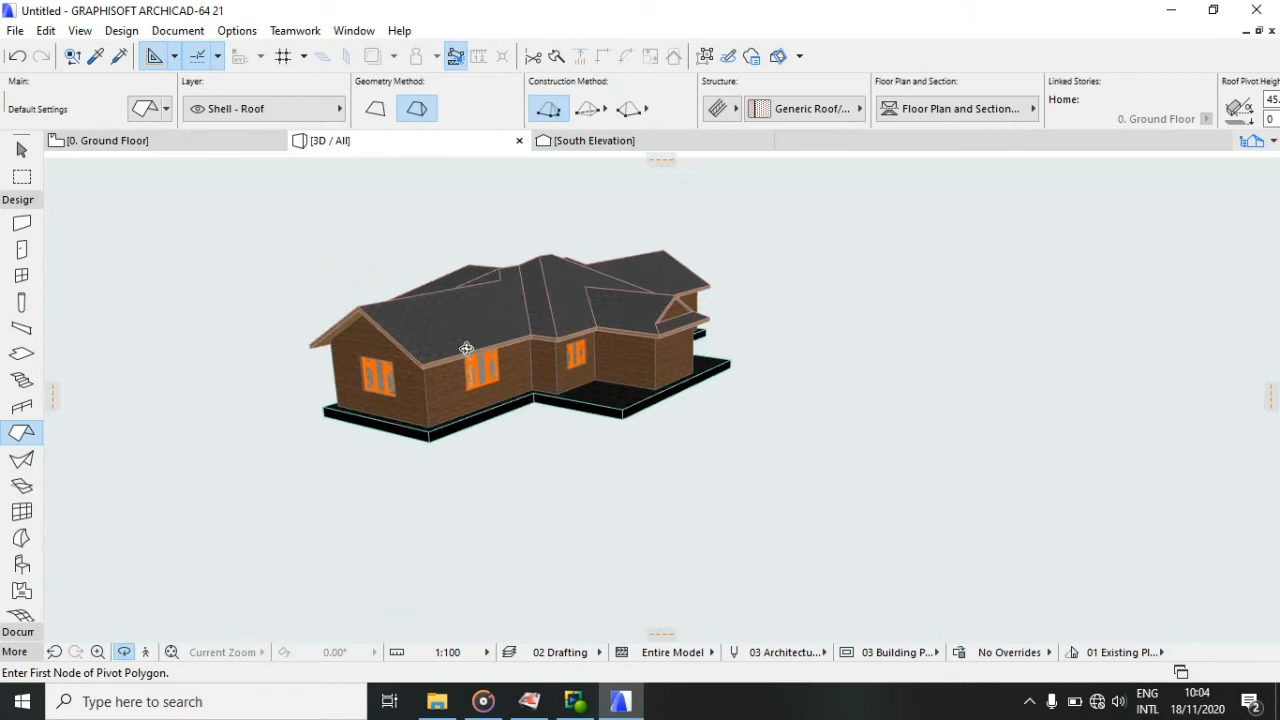 Untitled - GRAPHISOFT ARCHICAD-64 21
File Edit View Design Document Options Teamwork Window Help
Main: Layer: Geometry Method: Construction Method: Structure: Floor Plan and Section: Linked Stories: Roof Pivot Heig
Default Settings Shell - Roof Generic Roof/... Floor Plan and Section... Home: 45.
0. Ground Floor 0
[0. Ground Floor] [3D / All] [South Elevation]
Design
Docum
More Current Zoom 0.00° 1:100 02 Drafting Entire Model 03 Architectu... 03 Building P... No Overrides 01 Existing Pl...
Enter First Node of Pivot Polygon.
Type here to search
ENG 10:04
INTL 18/11/2020 2